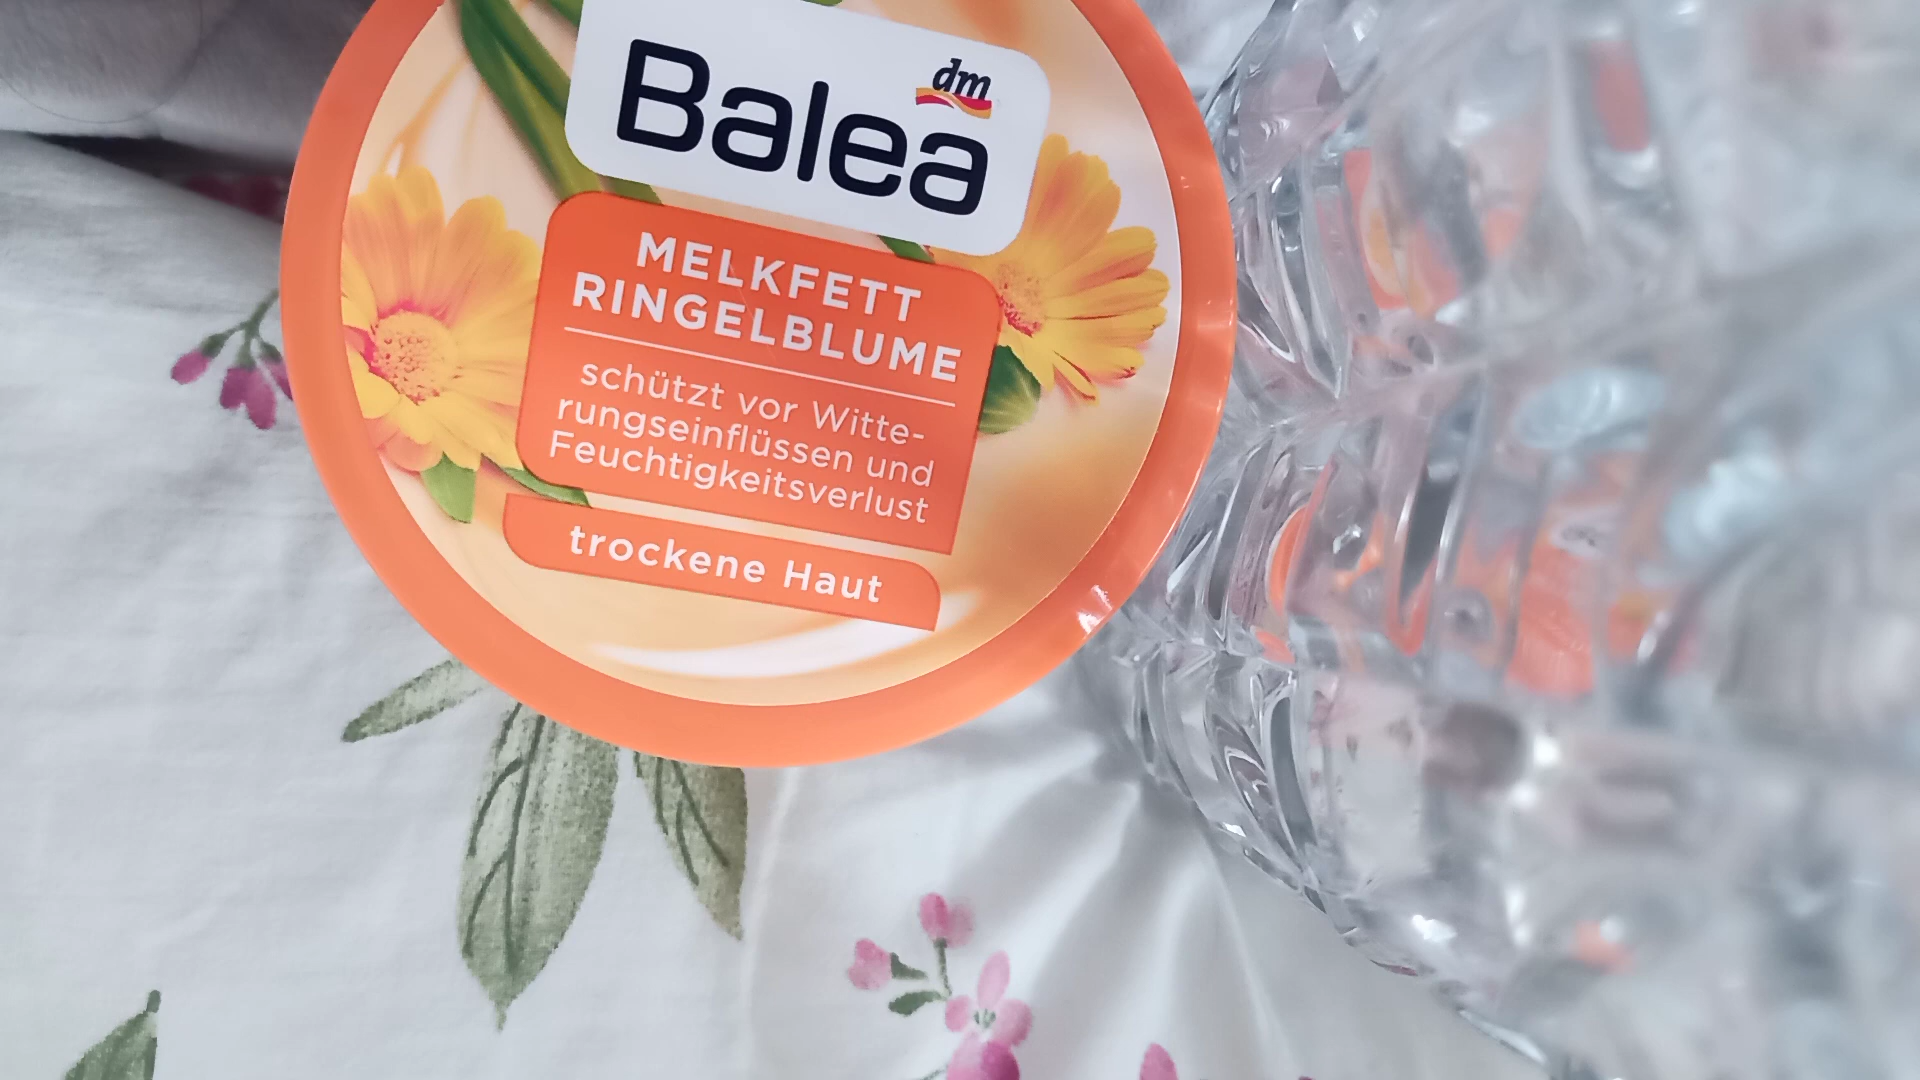 dm
Balea
MELKFETT
RINGELBLUME
schützt vor Witte-
rungseinflüssen und
Feuchtigkeitsverlust
trockene Haut